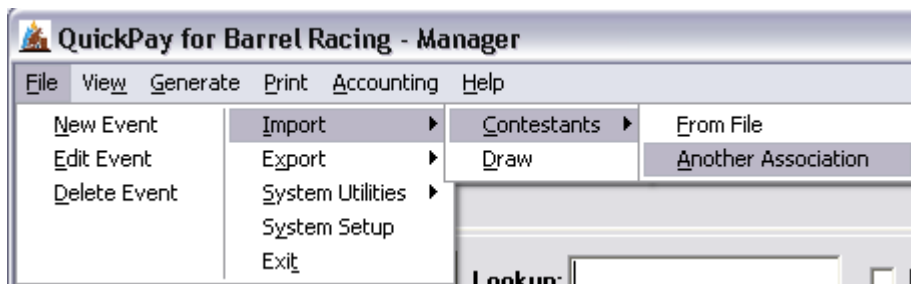 QuickPay for Barrel Racing - Manager
File View Generate Print Accounting Help
New Event Import Contestants From File
Edit Event Export Draw Another Association
Delete Event System Utilities
System Setup
Exit
Lookup: